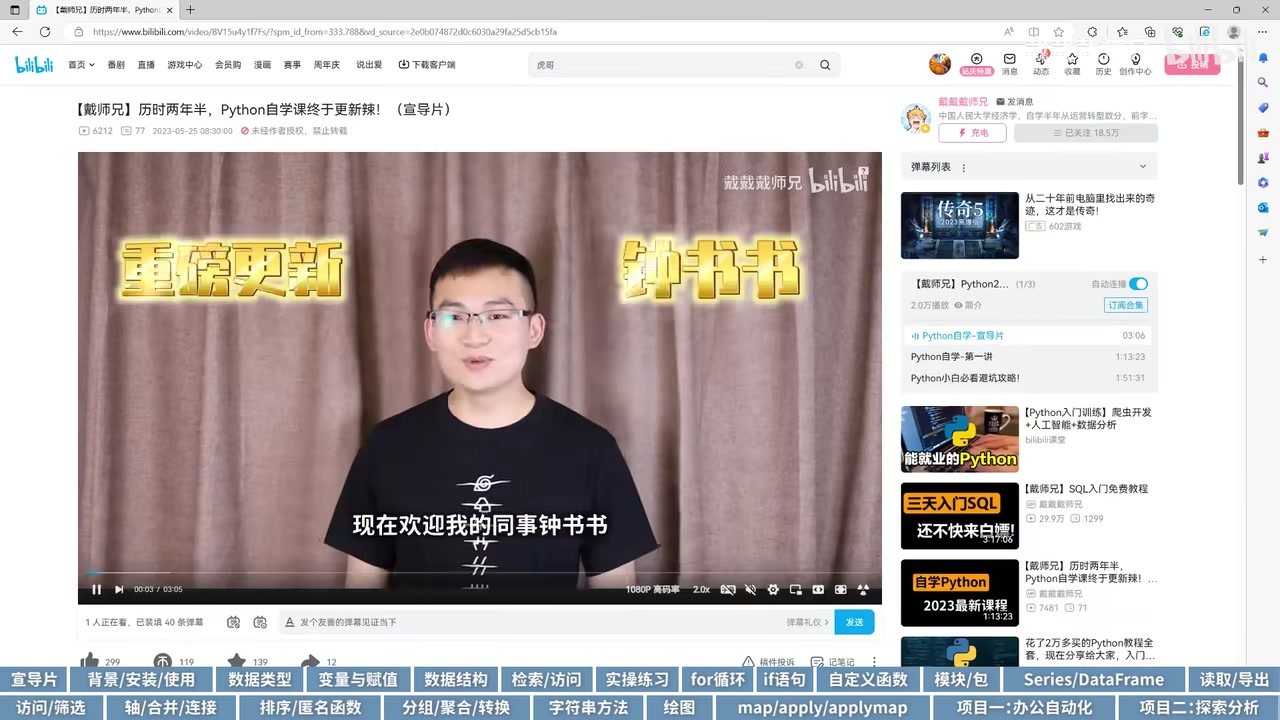 【戴师兄】历时两年半，Python
https://www.bilibili.com/video/BV15u4y1f7Fs/?spm_id_from=333.788&vd_source=2e0b074872d0c6030a29fa25d5cb15fa
bilibili 首页 番剧 直播 游戏中心 会员购 漫画 赛事 周年庆 说出爱 下载客户端
虎哥
站庆特惠 消息 动态 收藏 历史 创作中心 投稿
【戴师兄】历时两年半，Python自学课终于更新辣！（宣导片）
6212 77 2023-05-25 08:30:00 未经作者授权，禁止转载
戴戴戴师兄 发消息
中国人民大学经济学，自学半年从运营转型数分，前字…
充电 已关注 18.5万
戴戴戴师兄 bilibili
重磅更新
钟书书
现在欢迎我的同事钟书书
00:03 / 03:05 1080P 高码率 2.0x
1 人正在看，已装填 40 条弹幕 发个友善的弹幕见证当下 弹幕礼仪 发送
299 119 139 12 稿件投诉 记笔记
弹幕列表
传奇5
2023高爆版
从二十年前电脑里找出来的奇
迹，这才是传奇！
广告 602游戏
【戴师兄】Python2... (1/3) 自动连播
2.0万播放 简介 订阅合集
Python自学-宣导片 03:06
Python自学-第一讲 1:13:23
Python小白必看避坑攻略！ 1:51:31
能就业的Python
【Python入门训练】爬虫开发
+人工智能+数据分析
bilibili课堂
三天入门SQL
还不快来白嫖！
3:17:06
【戴师兄】SQL入门免费教程
戴戴戴师兄
29.9万 1299
自学Python
2023最新课程
1:13:23
【戴师兄】历时两年半，
Python自学课终于更新辣！…
戴戴戴师兄
7481 71
花了2万多买的Python教程全
套，现在分享给大家，入门…
宣导片 背景/安装/使用 数据类型 变量与赋值 数据结构 检索/访问 实操练习 for循环 if语句 自定义函数 模块/包 Series/DataFrame 读取/导出
访问/筛选 轴/合并/连接 排序/匿名函数 分组/聚合/转换 字符串方法 绘图 map/apply/applymap 项目一:办公自动化 项目二:探索分析